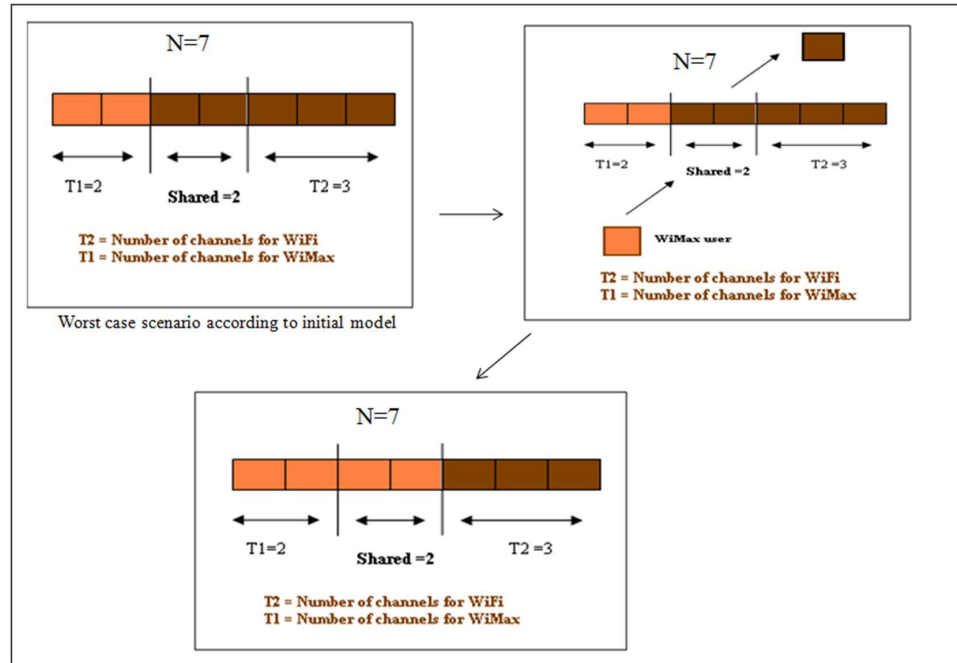 N=7
T1=2
T2 =3
Shared =2
T2 = Number of channels for WiFi
T1 = Number of channels for WiMax
Worst case scenario according to initial model
N=7
T1=2
T2 =3
Shared =2
WiMax user
T2 = Number of channels for WiFi
T1 = Number of channels for WiMax
N=7
T1=2
T2 =3
Shared =2
T2 = Number of channels for WiFi
T1 = Number of channels for WiMax